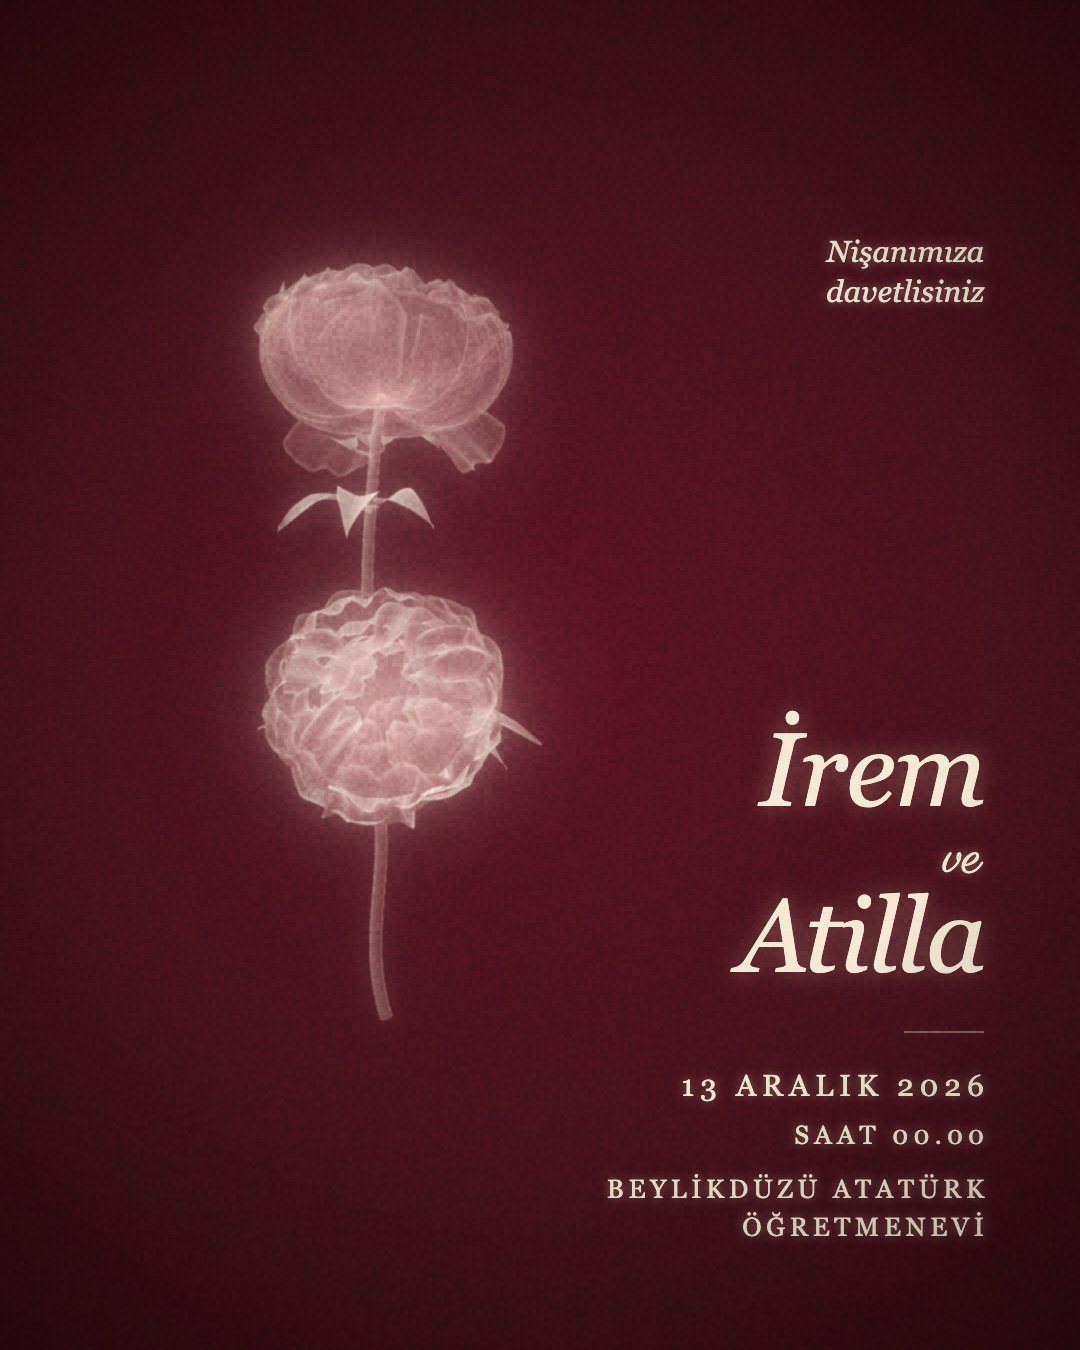 Nişanımıza
davetlisiniz
İrem
ve
Atilla
13 ARALIK 2026
SAAT 00.00
BEYLİKDÜZÜ ATATÜRK
ÖĞRETMENEVİ